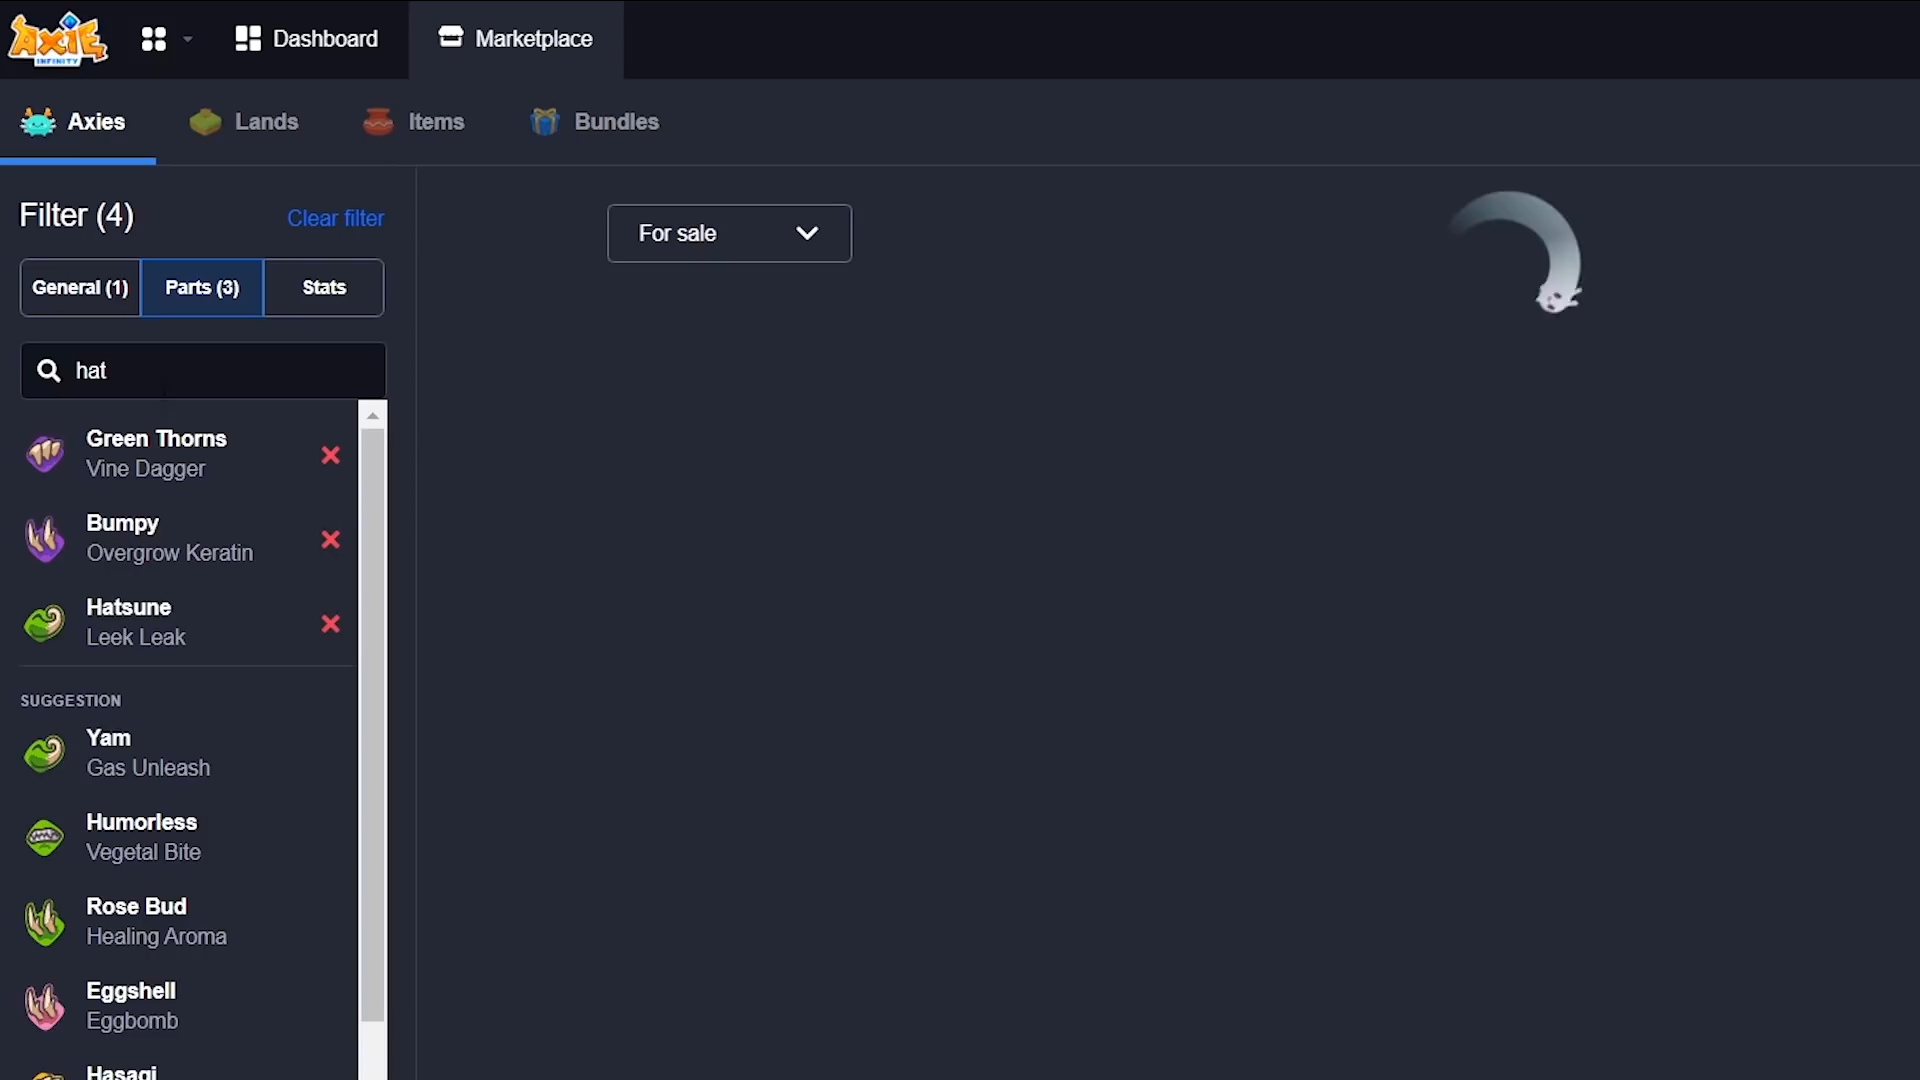 AXIE
INFINITY
Dashboard
Marketplace
Axies
Lands
Items
Bundles
Filter (4)
Clear filter
General (1)
Parts (3)
Stats
For sale
hat
Green Thorns
Vine Dagger
Bumpy
Overgrow Keratin
Hatsune
Leek Leak
SUGGESTION
Yam
Gas Unleash
Humorless
Vegetal Bite
Rose Bud
Healing Aroma
Eggshell
Eggbomb
Hasagi